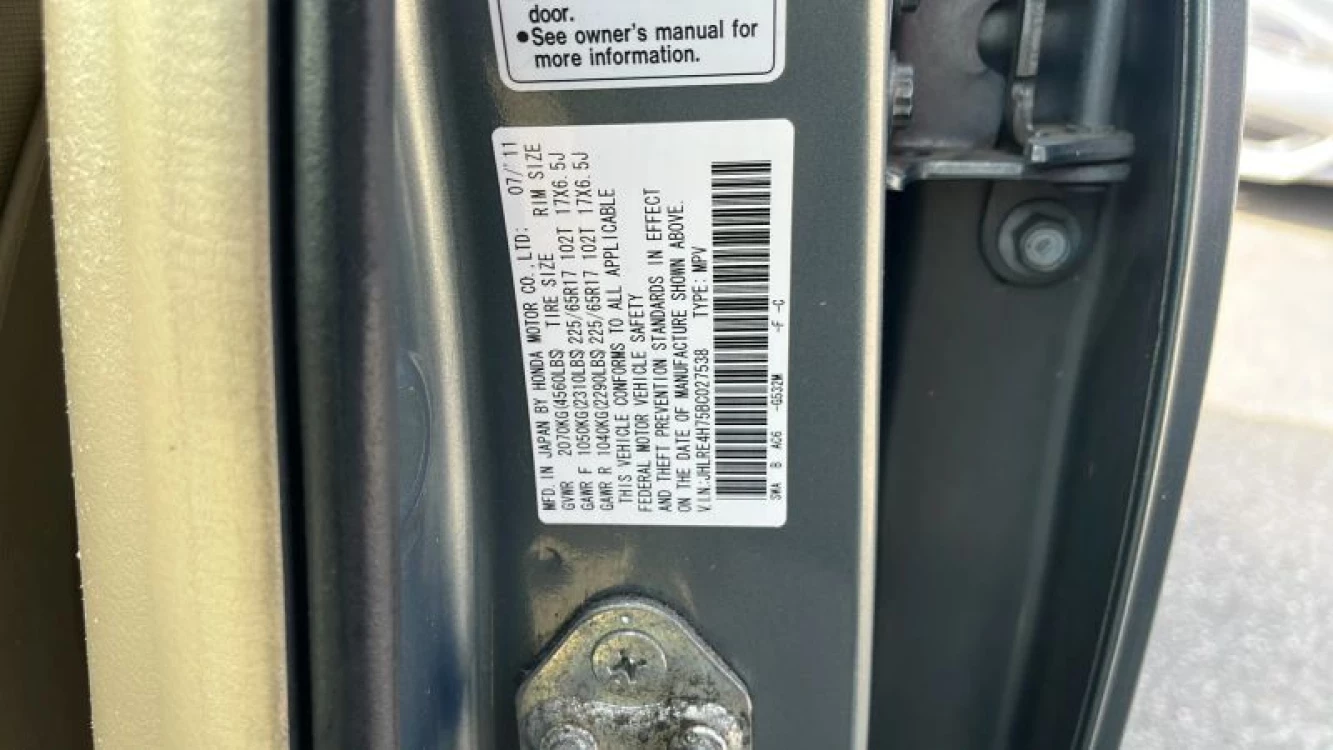 door.
•See owner's manual for
more information.
MFD. IN JAPAN BY HONDA MOTOR CO., LTD: 07/'11
GVWR 2070KG(4560LBS) TIRE SIZE RIM SIZE
GAWR F 1050KG(2310LBS) 225/65R17 102T 17X6.5J
GAWR R 1040KG(2290LBS) 225/65R17 102T 17X6.5J
THIS VEHICLE CONFORMS TO ALL APPLICABLE
FEDERAL MOTOR VEHICLE SAFETY
AND THEFT PREVENTION STANDARDS IN EFFECT
ON THE DATE OF MANUFACTURE SHOWN ABOVE.
V.I.N:JHLRE4H75BC027538 TYPE: MPV
SWA B AC6 -G532M -F -C